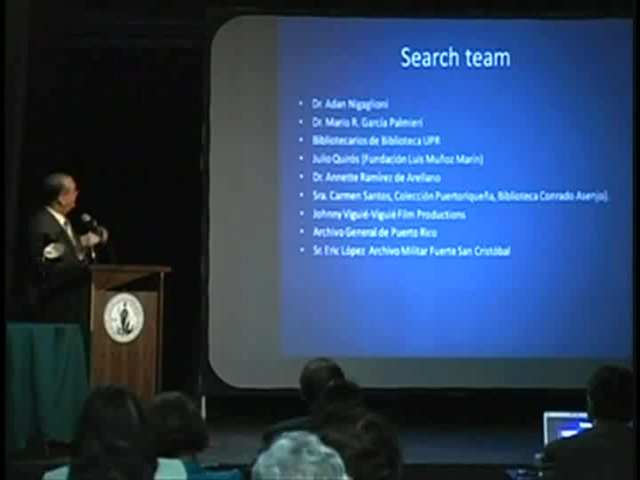 Search team
• Dr. Adan Nigaglioni
• Dr. Mario R. García Palmieri
• Bibliotecarios de Biblioteca UPR
• Julio Quirós (Fundación Luis Muñoz Marín)
• Dr. Annette Ramírez de Arellano
• Sra. Carmen Santos, Colección Puertoriqueña, Biblioteca Conrado Asenjo).
• Johnny Viguié-Viguié Film Productions
• Archivo General de Puerto Rico
• Sr. Eric López Archivo Militar Fuerte San Cristóbal